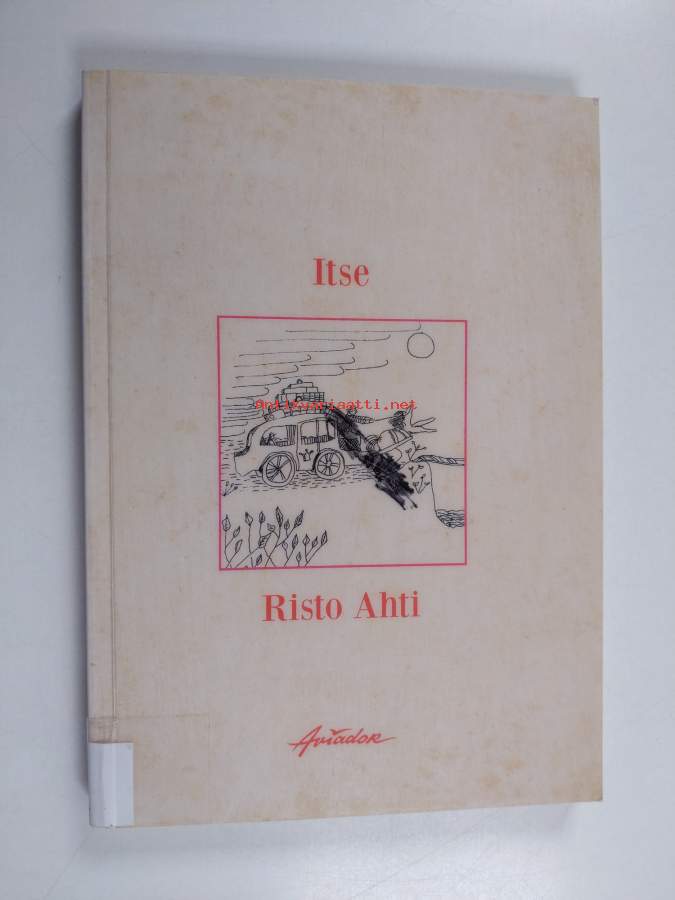 Itse
Antikvariaatti.net
Risto Ahti
Aviador